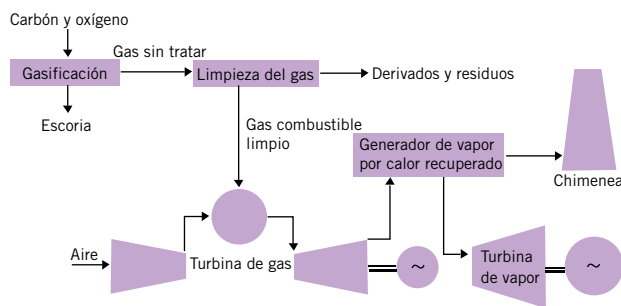 Carbón y oxígeno
Gas sin tratar
Gasificación
Limpieza del gas
Derivados y residuos
Escoria
Gas combustible
limpio
Generador de vapor
por calor recuperado
Chimenea
Aire
Turbina de gas
~
Turbina
de vapor
~